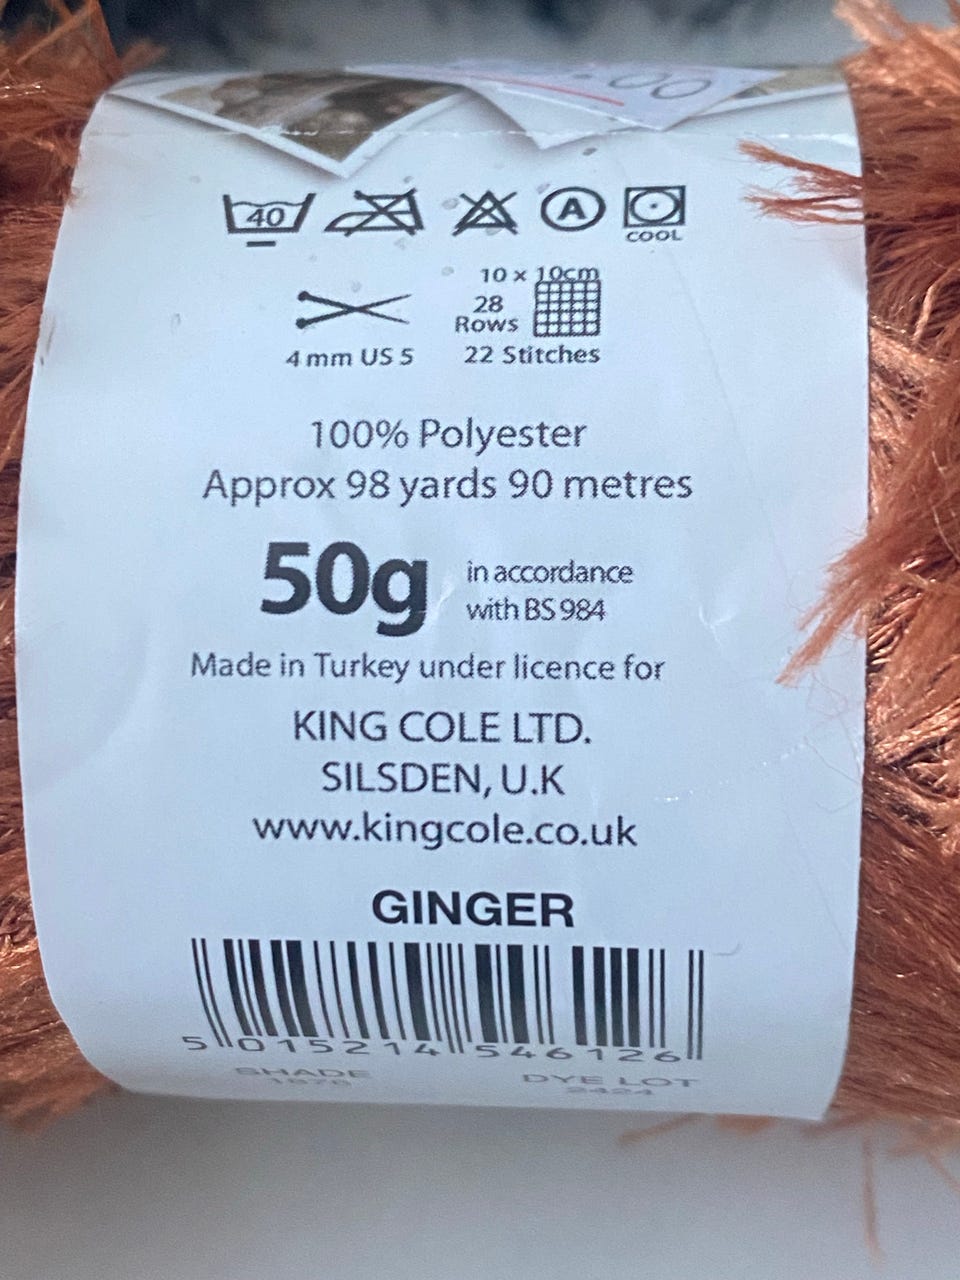 .00
40
A
COOL
10 x 10cm
28
Rows
4 mm US 5
22 Stitches
100% Polyester
Approx 98 yards 90 metres
50g
in accordance
with BS 984
Made in Turkey under licence for
KING COLE LTD.
SILSDEN, U.K
www.kingcole.co.uk
GINGER
5 015214 546126
SHADE
DYE LOT